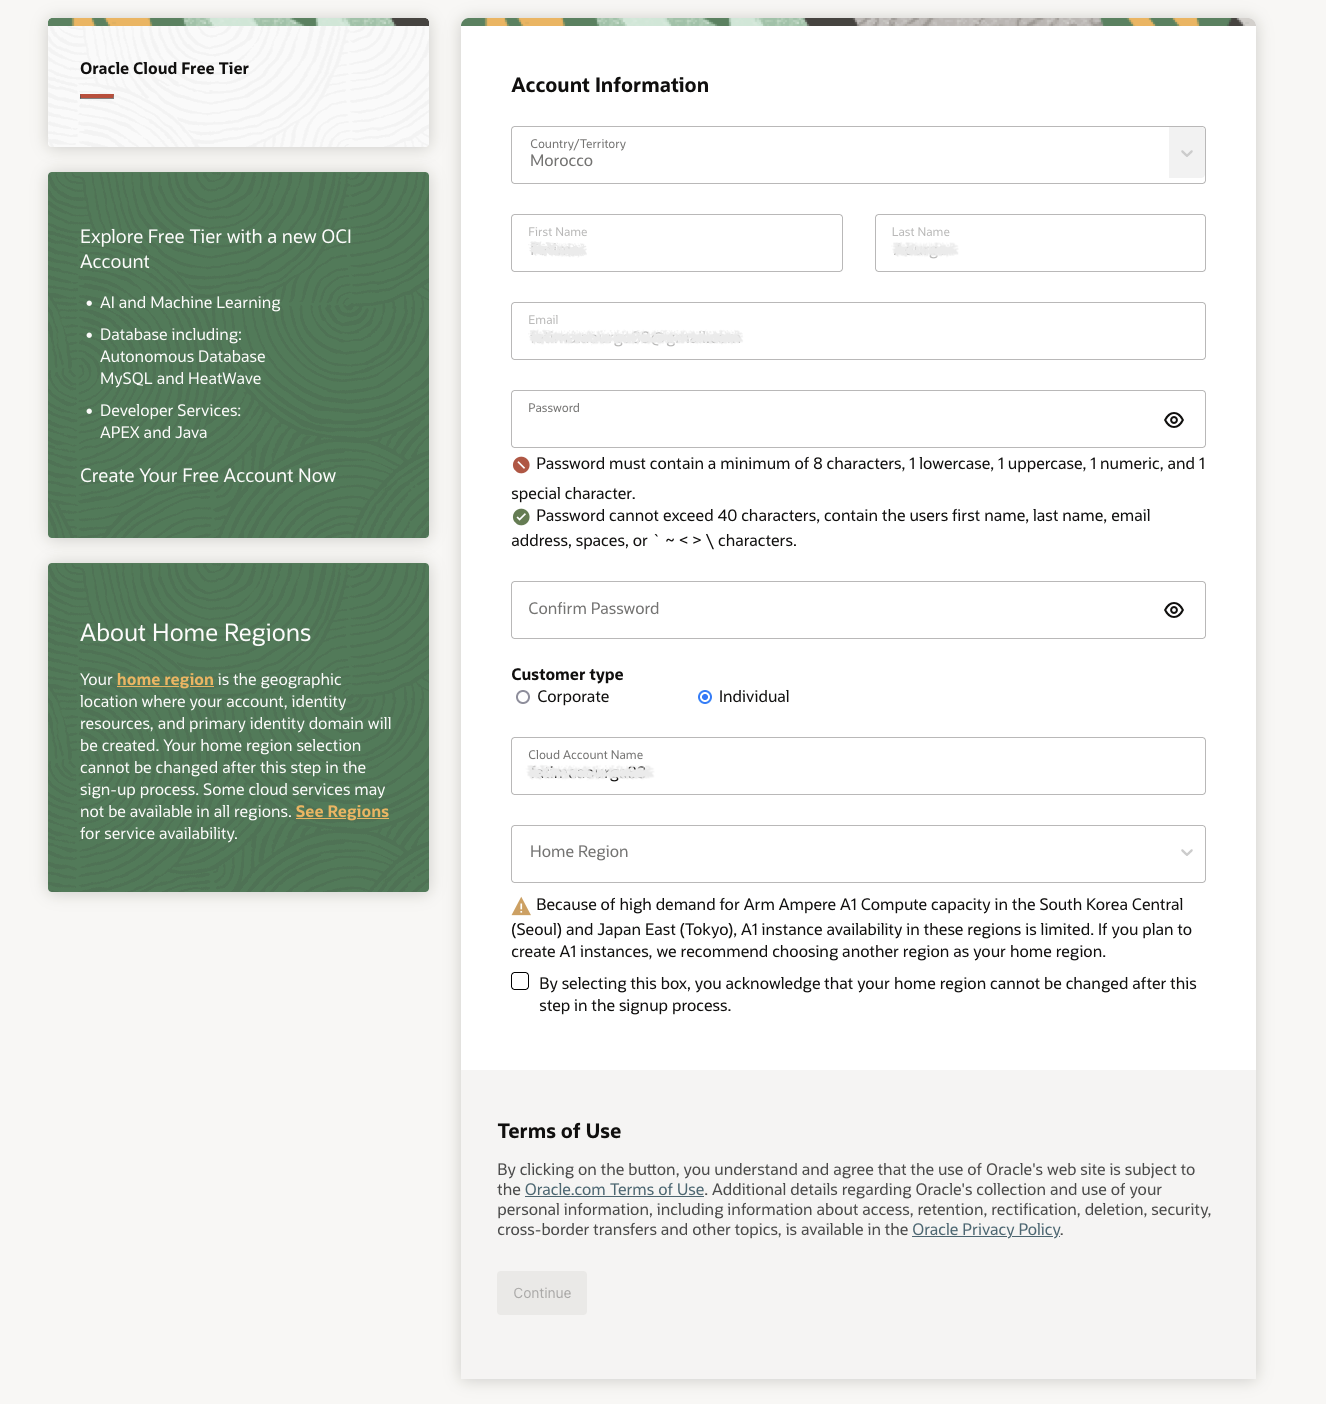 Oracle Cloud Free Tier
Explore Free Tier with a new OCI
Account
• AI and Machine Learning
• Database including:
Autonomous Database
MySQL and HeatWave
• Developer Services:
APEX and Java
Create Your Free Account Now
About Home Regions
Your home region is the geographic
location where your account, identity
resources, and primary identity domain will
be created. Your home region selection
cannot be changed after this step in the
sign-up process. Some cloud services may
not be available in all regions. See Regions
for service availability.
Account Information
Country/Territory
Morocco
First Name
Last Name
Email
Password
Password must contain a minimum of 8 characters, 1 lowercase, 1 uppercase, 1 numeric, and 1
special character.
Password cannot exceed 40 characters, contain the users first name, last name, email
address, spaces, or ` ~ < > \ characters.
Confirm Password
Customer type
Corporate
Individual
Cloud Account Name
Home Region
Because of high demand for Arm Ampere A1 Compute capacity in the South Korea Central
(Seoul) and Japan East (Tokyo), A1 instance availability in these regions is limited. If you plan to
create A1 instances, we recommend choosing another region as your home region.
By selecting this box, you acknowledge that your home region cannot be changed after this
step in the signup process.
Terms of Use
By clicking on the button, you understand and agree that the use of Oracle's web site is subject to
the Oracle.com Terms of Use. Additional details regarding Oracle's collection and use of your
personal information, including information about access, retention, rectification, deletion, security,
cross-border transfers and other topics, is available in the Oracle Privacy Policy.
Continue